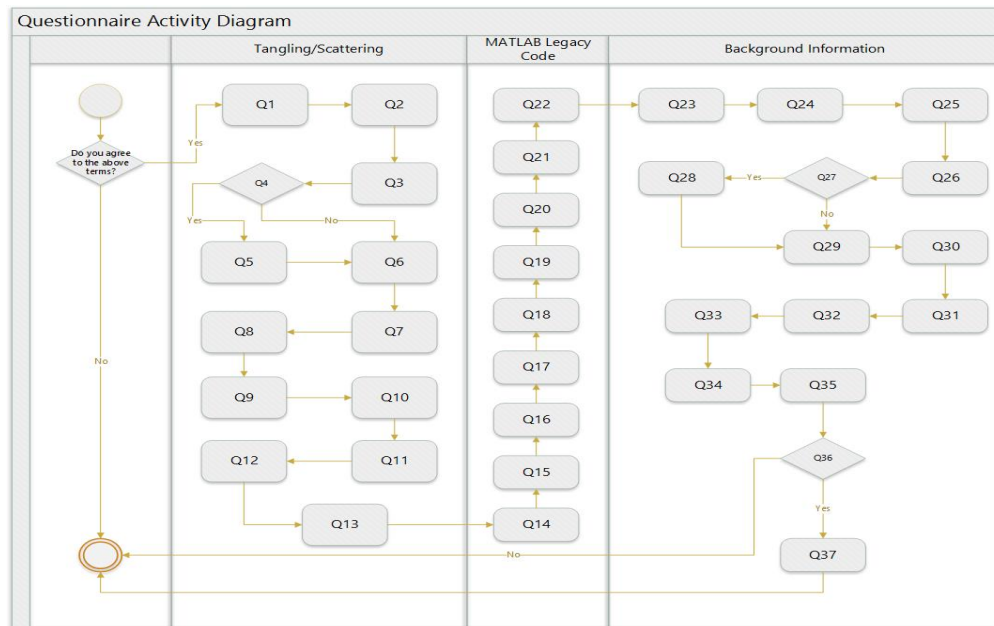 Questionnaire Activity Diagram
Tangling/Scattering
MATLAB Legacy
Code
Background Information
Do you agree
to the above
terms?
Yes
No
Q1
Q2
Q3
Q4
Yes
No
Q5
Q6
Q7
Q8
Q9
Q10
Q11
Q12
Q13
Q14
Q15
Q16
Q17
Q18
Q19
Q20
Q21
Q22
Q23
Q24
Q25
Q26
Q27
Yes
No
Q28
Q29
Q30
Q31
Q32
Q33
Q34
Q35
Q36
Yes
No
Q37